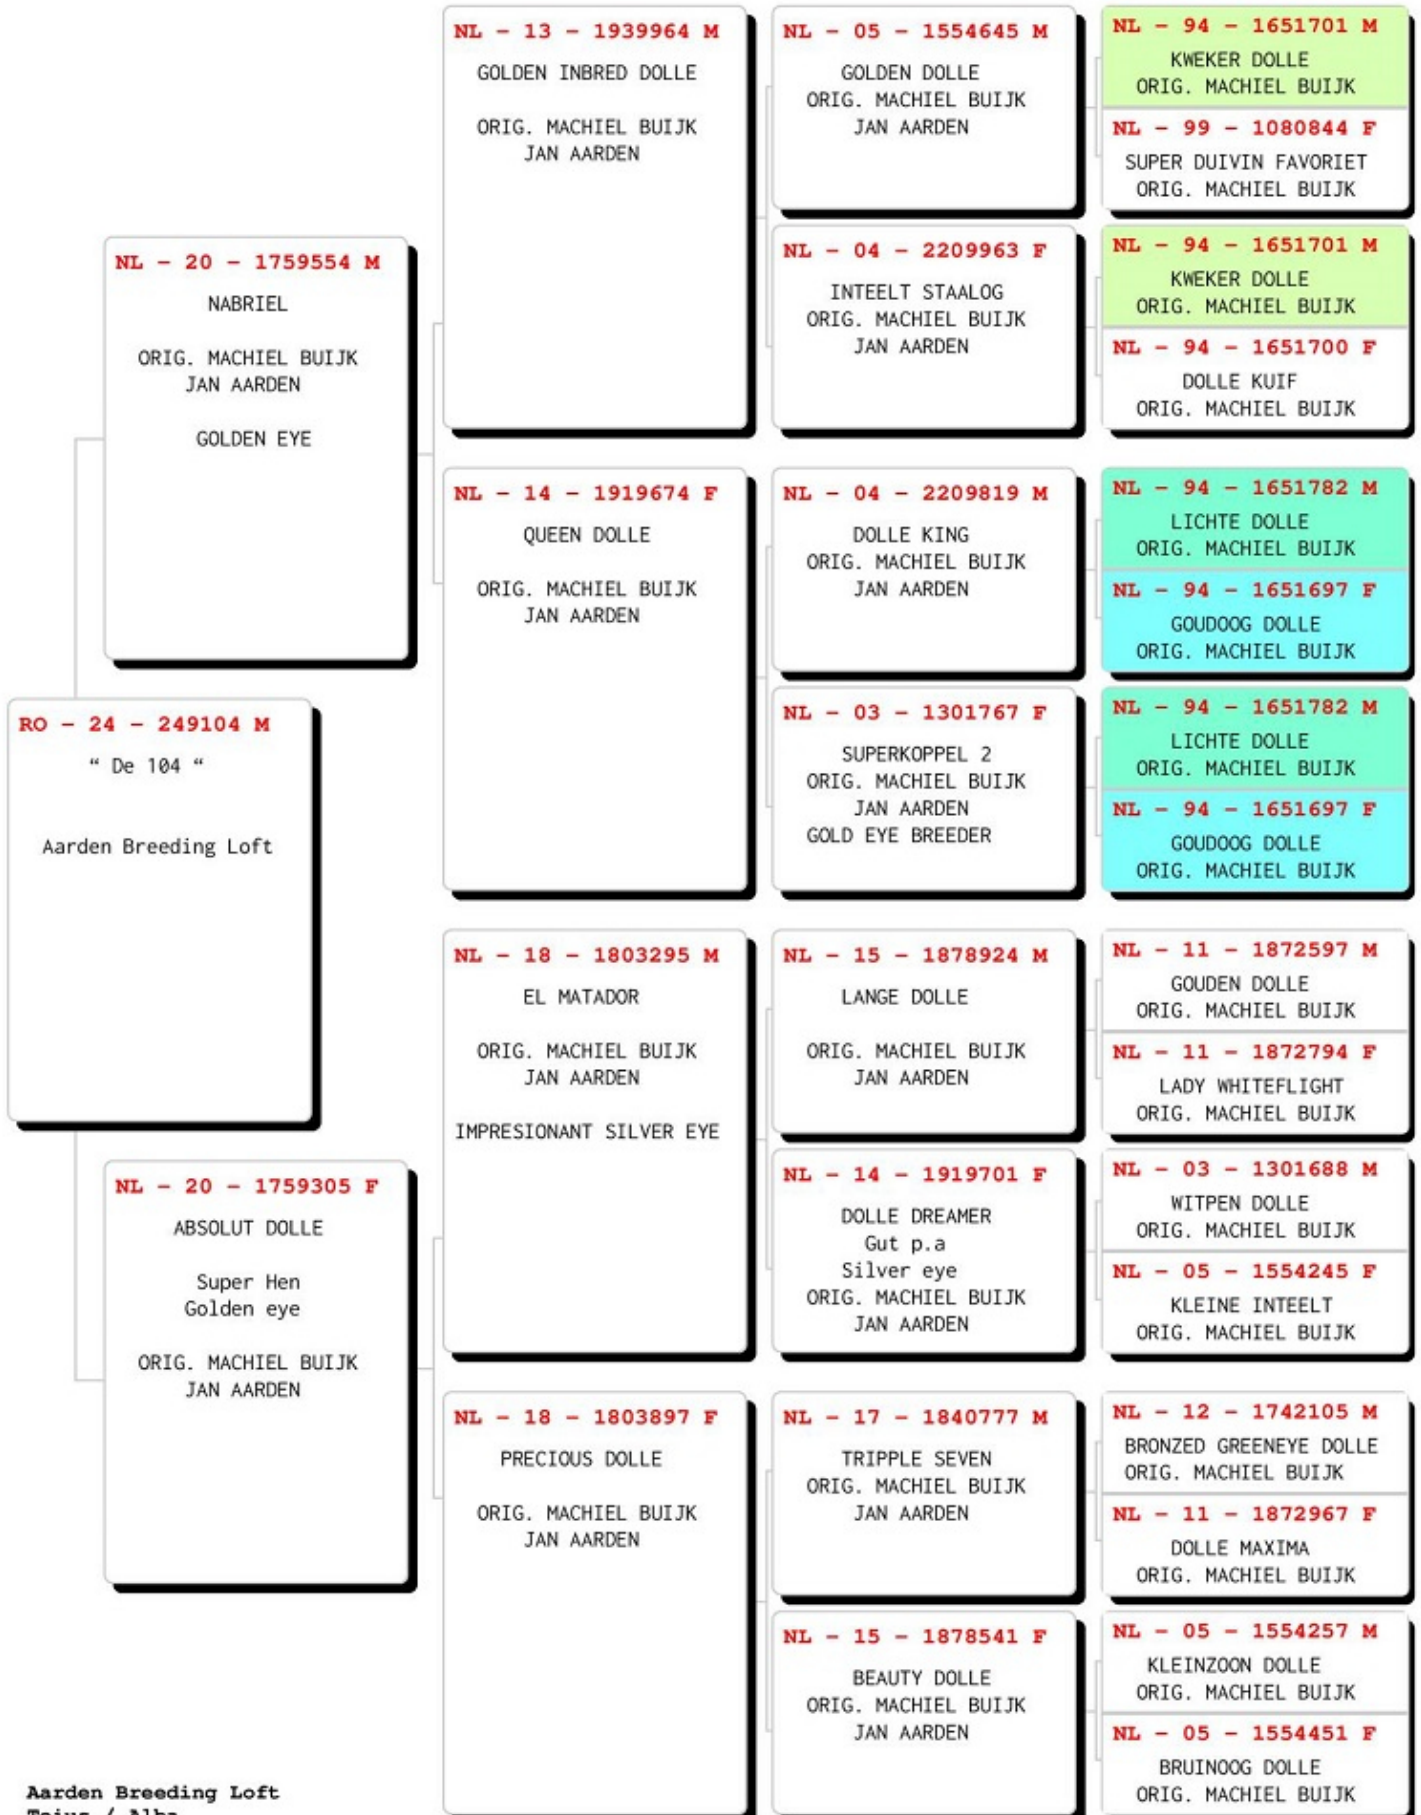 NL - 13 - 1939964 M
GOLDEN INBRED DOLLE
ORIG. MACHIEL BUIJK
JAN AARDEN
NL - 05 - 1554645 M
GOLDEN DOLLE
ORIG. MACHIEL BUIJK
JAN AARDEN
NL - 94 - 1651701 M
KWEKER DOLLE
ORIG. MACHIEL BUIJK
NL - 99 - 1080844 F
SUPER DUIVIN FAVORIET
ORIG. MACHIEL BUIJK
NL - 20 - 1759554 M
NABRIEL
ORIG. MACHIEL BUIJK
JAN AARDEN
GOLDEN EYE
NL - 04 - 2209963 F
INTEELT STAALOG
ORIG. MACHIEL BUIJK
JAN AARDEN
NL - 94 - 1651701 M
KWEKER DOLLE
ORIG. MACHIEL BUIJK
NL - 94 - 1651700 F
DOLLE KUIF
ORIG. MACHIEL BUIJK
NL - 14 - 1919674 F
QUEEN DOLLE
ORIG. MACHIEL BUIJK
JAN AARDEN
NL - 04 - 2209819 M
DOLLE KING
ORIG. MACHIEL BUIJK
JAN AARDEN
NL - 94 - 1651782 M
LICHTE DOLLE
ORIG. MACHIEL BUIJK
NL - 94 - 1651697 F
GOUDOOG DOLLE
ORIG. MACHIEL BUIJK
RO - 24 - 249104 M
“ De 104 “
Aarden Breeding Loft
NL - 03 - 1301767 F
SUPERKOPPEL 2
ORIG. MACHIEL BUIJK
JAN AARDEN
GOLD EYE BREEDER
NL - 94 - 1651782 M
LICHTE DOLLE
ORIG. MACHIEL BUIJK
NL - 94 - 1651697 F
GOUDOOG DOLLE
ORIG. MACHIEL BUIJK
NL - 18 - 1803295 M
EL MATADOR
ORIG. MACHIEL BUIJK
JAN AARDEN
IMPRESIONANT SILVER EYE
NL - 15 - 1878924 M
LANGE DOLLE
ORIG. MACHIEL BUIJK
JAN AARDEN
NL - 11 - 1872597 M
GOUDEN DOLLE
ORIG. MACHIEL BUIJK
NL - 11 - 1872794 F
LADY WHITEFLIGHT
ORIG. MACHIEL BUIJK
NL - 20 - 1759305 F
ABSOLUT DOLLE
Super Hen
Golden eye
ORIG. MACHIEL BUIJK
JAN AARDEN
NL - 14 - 1919701 F
DOLLE DREAMER
Gut p.a
Silver eye
ORIG. MACHIEL BUIJK
JAN AARDEN
NL - 03 - 1301688 M
WITPEN DOLLE
ORIG. MACHIEL BUIJK
NL - 05 - 1554245 F
KLEINE INTEELT
ORIG. MACHIEL BUIJK
NL - 18 - 1803897 F
PRECIOUS DOLLE
ORIG. MACHIEL BUIJK
JAN AARDEN
NL - 17 - 1840777 M
TRIPPLE SEVEN
ORIG. MACHIEL BUIJK
JAN AARDEN
NL - 12 - 1742105 M
BRONZED GREENEYE DOLLE
ORIG. MACHIEL BUIJK
NL - 11 - 1872967 F
DOLLE MAXIMA
ORIG. MACHIEL BUIJK
NL - 15 - 1878541 F
BEAUTY DOLLE
ORIG. MACHIEL BUIJK
JAN AARDEN
NL - 05 - 1554257 M
KLEINZOON DOLLE
ORIG. MACHIEL BUIJK
NL - 05 - 1554451 F
BRUINOOG DOLLE
ORIG. MACHIEL BUIJK
Aarden Breeding Loft
Teius / Alba